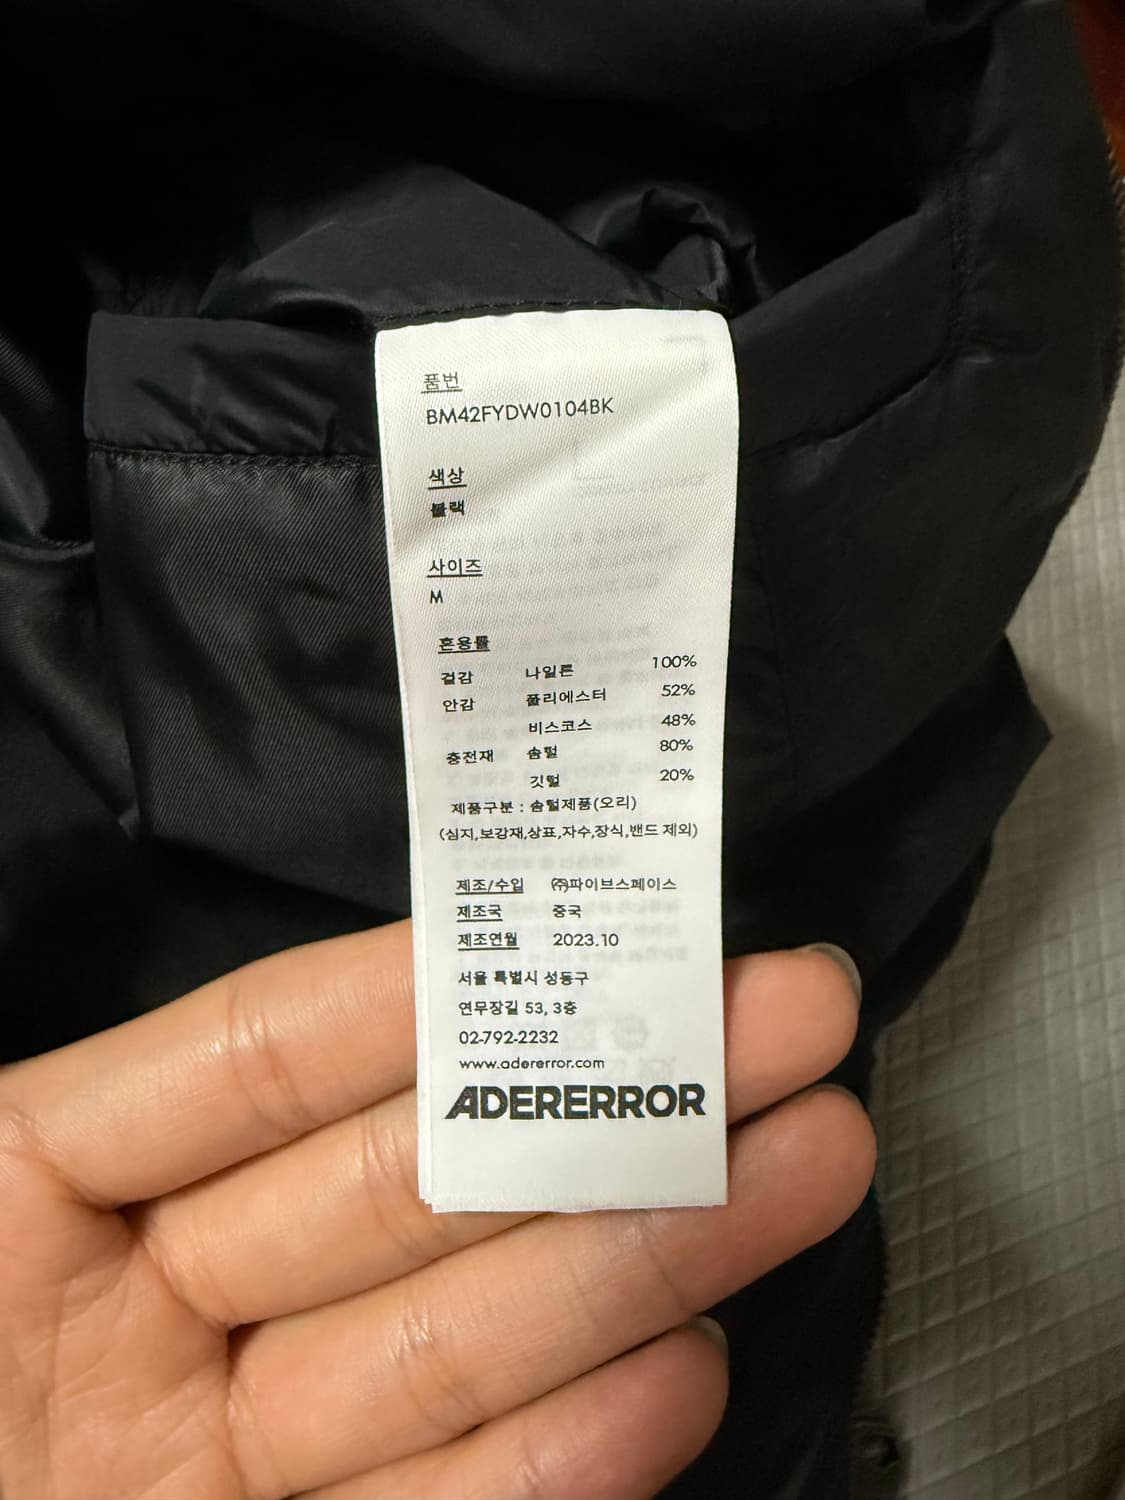 품번
BM42FYDW0104BK
색상
블랙
사이즈
M
혼용률
겉감 나일론 100%
안감 폴리에스터 52%
비스코스 48%
충전재 솜털 80%
깃털 20%
제품구분 : 솜털제품(오리)
(심지,보강재,상표,자수,장식,밴드 제외)
제조/수입 ㈜파이브스페이스
제조국 중국
제조연월 2023.10
서울 특별시 성동구
연무장길 53, 3층
02-792-2232
www.adererror.com
ADERERROR